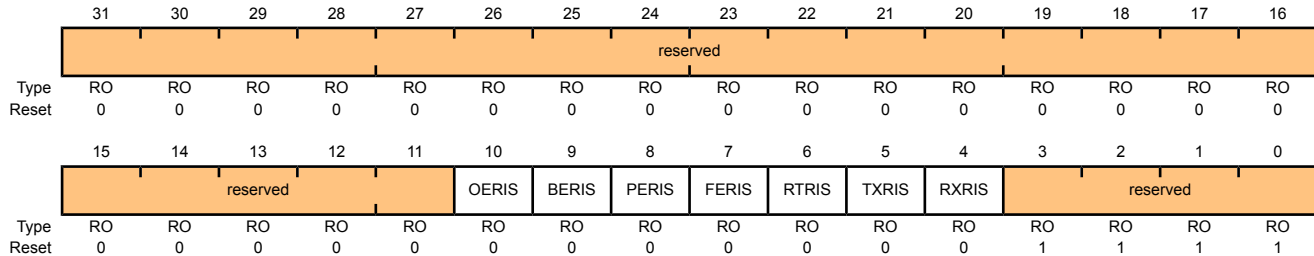 31 30 29 28 27 26 25 24 23 22 21 20 19 18 17 16
reserved
Type RO RO RO RO RO RO RO RO RO RO RO RO RO RO RO RO
Reset 0 0 0 0 0 0 0 0 0 0 0 0 0 0 0 0
15 14 13 12 11 10 9 8 7 6 5 4 3 2 1 0
reserved OERIS BERIS PERIS FERIS RTRIS TXRIS RXRIS reserved
Type RO RO RO RO RO RO RO RO RO RO RO RO RO RO RO RO
Reset 0 0 0 0 0 0 0 0 0 0 0 0 1 1 1 1